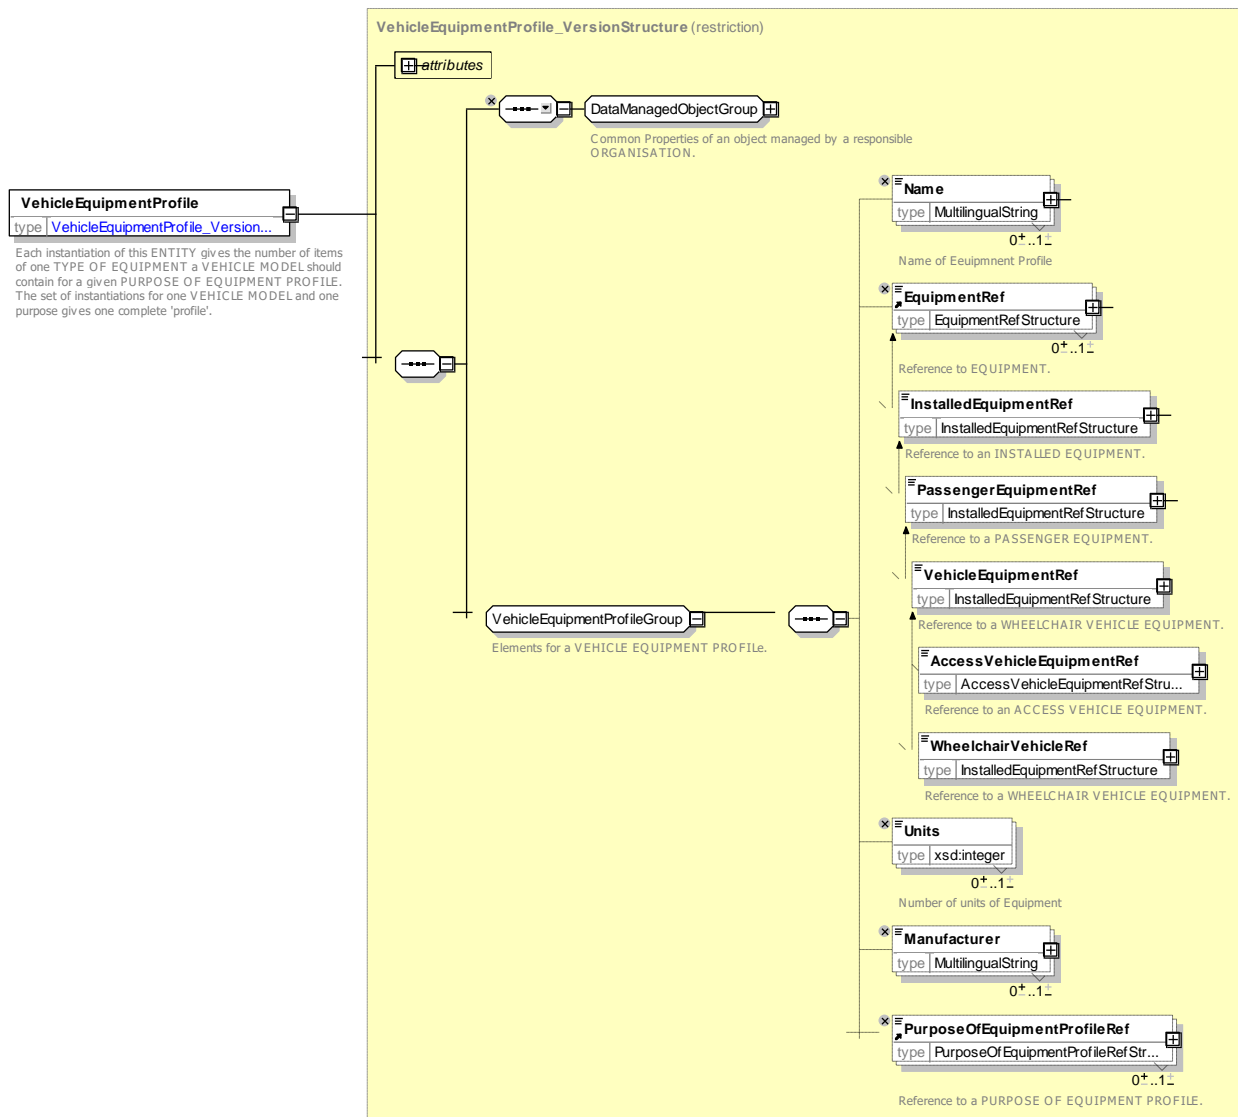 VehicleEquipmentProfile_VersionStructure (restriction)
attributes
DataManagedObjectGroup
Common Properties of an object managed by a responsible
ORGANISATION.
VehicleEquipmentProfile
type VehicleEquipmentProfile_Version...
Each instantiation of this ENTITY gives the number of items
of one TYPE OF EQUIPMENT a VEHICLE MODEL should
contain for a given PURPOSE OF EQUIPMENT PROFILE.
The set of instantiations for one VEHICLE MODEL and one
purpose gives one complete 'profile'.
Name
type MultilingualString
0..1
Name of Eeuipmnent Profile
EquipmentRef
type EquipmentRefStructure
0..1
Reference to EQUIPMENT.
InstalledEquipmentRef
type InstalledEquipmentRefStructure
Reference to an INSTALLED EQUIPMENT.
PassengerEquipmentRef
type InstalledEquipmentRefStructure
Reference to a PASSENGER EQUIPMENT.
VehicleEquipmentRef
type InstalledEquipmentRefStructure
Reference to a WHEELCHAIR VEHICLE EQUIPMENT.
VehicleEquipmentProfileGroup
Elements for a VEHICLE EQUIPMENT PROFILe.
AccessVehicleEquipmentRef
type AccessVehicleEquipmentRefStru...
Reference to an ACCESS VEHICLE EQUIPMENT.
WheelchairVehicleRef
type InstalledEquipmentRefStructure
Reference to a WHEELCHAIR VEHICLE EQUIPMENT.
Units
type xsd:integer
0..1
Number of units of Equipment
Manufacturer
type MultilingualString
0..1
PurposeOfEquipmentProfileRef
type PurposeOfEquipmentProfileRefStr...
0..1
Reference to a PURPOSE OF EQUIPMENT PROFILE.